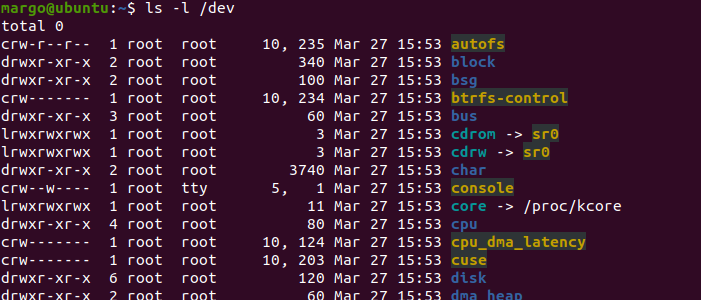 margo@ubuntu:~$ ls -l /dev
total 0
crw-r--r--  1 root  root     10, 235 Mar 27 15:53 autofs
drwxr-xr-x  2 root  root         340 Mar 27 15:53 block
drwxr-xr-x  2 root  root         100 Mar 27 15:53 bsg
crw-------  1 root  root     10, 234 Mar 27 15:53 btrfs-control
drwxr-xr-x  3 root  root          60 Mar 27 15:53 bus
lrwxrwxrwx  1 root  root           3 Mar 27 15:53 cdrom -> sr0
lrwxrwxrwx  1 root  root           3 Mar 27 15:53 cdrw -> sr0
drwxr-xr-x  2 root  root        3740 Mar 27 15:53 char
crw--w----  1 root  tty       5,   1 Mar 27 15:53 console
lrwxrwxrwx  1 root  root          11 Mar 27 15:53 core -> /proc/kcore
drwxr-xr-x  4 root  root          80 Mar 27 15:53 cpu
crw-------  1 root  root     10, 124 Mar 27 15:53 cpu_dma_latency
crw-------  1 root  root     10, 203 Mar 27 15:53 cuse
drwxr-xr-x  6 root  root         120 Mar 27 15:53 disk
drwxr-xr-x  2 root  root          60 Mar 27 15:53 dma_heap